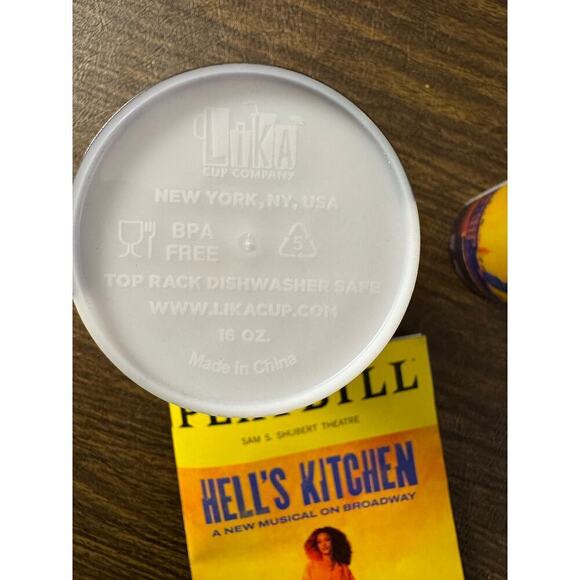 LiKA
CUP COMPANY
NEW YORK, NY, USA
BPA
FREE
5
TOP RACK DISHWASHER SAFE
WWW.LIKACUP.COM
16 OZ.
Made in China
PLAYBILL
SAM S. SHUBERT THEATRE
HELL'S KITCHEN
A NEW MUSICAL ON BROADWAY